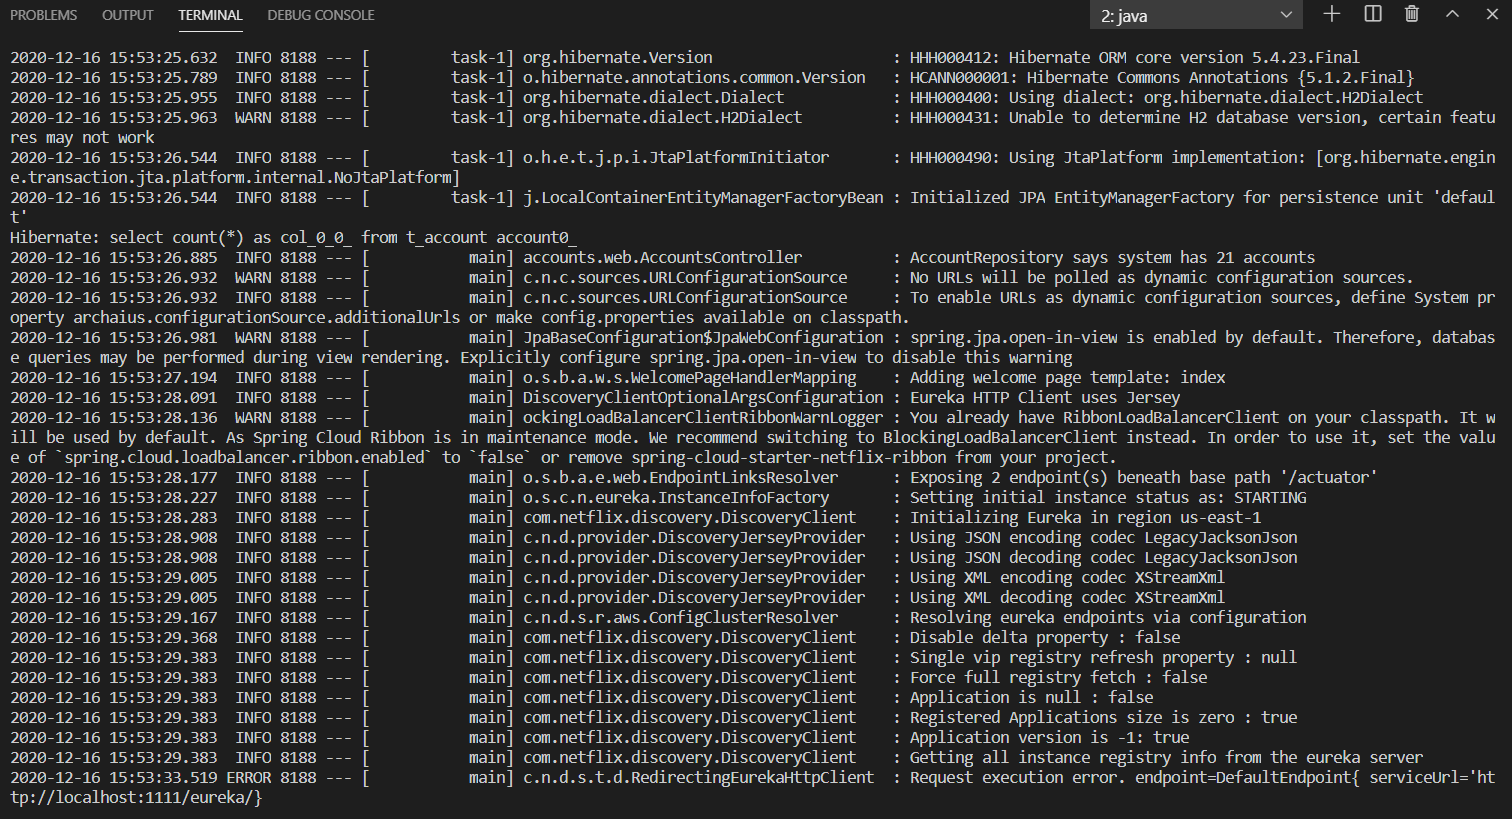 PROBLEMS OUTPUT TERMINAL DEBUG CONSOLE 2: java
2020-12-16 15:53:25.632  INFO 8188 --- [         task-1] org.hibernate.Version                    : HHH000412: Hibernate ORM core version 5.4.23.Final
2020-12-16 15:53:25.789  INFO 8188 --- [         task-1] o.hibernate.annotations.common.Version   : HCANN000001: Hibernate Commons Annotations {5.1.2.Final}
2020-12-16 15:53:25.955  INFO 8188 --- [         task-1] org.hibernate.dialect.Dialect            : HHH000400: Using dialect: org.hibernate.dialect.H2Dialect
2020-12-16 15:53:25.963  WARN 8188 --- [         task-1] org.hibernate.dialect.H2Dialect          : HHH000431: Unable to determine H2 database version, certain featu
res may not work
2020-12-16 15:53:26.544  INFO 8188 --- [         task-1] o.h.e.t.j.p.i.JtaPlatformInitiator       : HHH000490: Using JtaPlatform implementation: [org.hibernate.engin
e.transaction.jta.platform.internal.NoJtaPlatform]
2020-12-16 15:53:26.544  INFO 8188 --- [         task-1] j.LocalContainerEntityManagerFactoryBean : Initialized JPA EntityManagerFactory for persistence unit 'defaul
t'
Hibernate: select count(*) as col_0_0_ from t_account account0_
2020-12-16 15:53:26.885  INFO 8188 --- [           main] accounts.web.AccountsController          : AccountRepository says system has 21 accounts
2020-12-16 15:53:26.932  WARN 8188 --- [           main] c.n.c.sources.URLConfigurationSource     : No URLs will be polled as dynamic configuration sources.
2020-12-16 15:53:26.932  INFO 8188 --- [           main] c.n.c.sources.URLConfigurationSource     : To enable URLs as dynamic configuration sources, define System pr
operty archaius.configurationSource.additionalUrls or make config.properties available on classpath.
2020-12-16 15:53:26.981  WARN 8188 --- [           main] JpaBaseConfiguration$JpaWebConfiguration : spring.jpa.open-in-view is enabled by default. Therefore, databas
e queries may be performed during view rendering. Explicitly configure spring.jpa.open-in-view to disable this warning
2020-12-16 15:53:27.194  INFO 8188 --- [           main] o.s.b.a.w.s.WelcomePageHandlerMapping    : Adding welcome page template: index
2020-12-16 15:53:28.091  INFO 8188 --- [           main] DiscoveryClientOptionalArgsConfiguration : Eureka HTTP Client uses Jersey
2020-12-16 15:53:28.136  WARN 8188 --- [           main] ockingLoadBalancerClientRibbonWarnLogger : You already have RibbonLoadBalancerClient on your classpath. It w
ill be used by default. As Spring Cloud Ribbon is in maintenance mode. We recommend switching to BlockingLoadBalancerClient instead. In order to use it, set the valu
e of `spring.cloud.loadbalancer.ribbon.enabled` to `false` or remove spring-cloud-starter-netflix-ribbon from your project.
2020-12-16 15:53:28.177  INFO 8188 --- [           main] o.s.b.a.e.web.EndpointLinksResolver      : Exposing 2 endpoint(s) beneath base path '/actuator'
2020-12-16 15:53:28.227  INFO 8188 --- [           main] o.s.c.n.eureka.InstanceInfoFactory       : Setting initial instance status as: STARTING
2020-12-16 15:53:28.283  INFO 8188 --- [           main] com.netflix.discovery.DiscoveryClient    : Initializing Eureka in region us-east-1
2020-12-16 15:53:28.908  INFO 8188 --- [           main] c.n.d.provider.DiscoveryJerseyProvider   : Using JSON encoding codec LegacyJacksonJson
2020-12-16 15:53:28.908  INFO 8188 --- [           main] c.n.d.provider.DiscoveryJerseyProvider   : Using JSON decoding codec LegacyJacksonJson
2020-12-16 15:53:29.005  INFO 8188 --- [           main] c.n.d.provider.DiscoveryJerseyProvider   : Using XML encoding codec XStreamXml
2020-12-16 15:53:29.005  INFO 8188 --- [           main] c.n.d.provider.DiscoveryJerseyProvider   : Using XML decoding codec XStreamXml
2020-12-16 15:53:29.167  INFO 8188 --- [           main] c.n.d.s.r.aws.ConfigClusterResolver      : Resolving eureka endpoints via configuration
2020-12-16 15:53:29.368  INFO 8188 --- [           main] com.netflix.discovery.DiscoveryClient    : Disable delta property : false
2020-12-16 15:53:29.383  INFO 8188 --- [           main] com.netflix.discovery.DiscoveryClient    : Single vip registry refresh property : null
2020-12-16 15:53:29.383  INFO 8188 --- [           main] com.netflix.discovery.DiscoveryClient    : Force full registry fetch : false
2020-12-16 15:53:29.383  INFO 8188 --- [           main] com.netflix.discovery.DiscoveryClient    : Application is null : false
2020-12-16 15:53:29.383  INFO 8188 --- [           main] com.netflix.discovery.DiscoveryClient    : Registered Applications size is zero : true
2020-12-16 15:53:29.383  INFO 8188 --- [           main] com.netflix.discovery.DiscoveryClient    : Application version is -1: true
2020-12-16 15:53:29.383  INFO 8188 --- [           main] com.netflix.discovery.DiscoveryClient    : Getting all instance registry info from the eureka server
2020-12-16 15:53:33.519 ERROR 8188 --- [           main] c.n.d.s.t.d.RedirectingEurekaHttpClient  : Request execution error. endpoint=DefaultEndpoint{ serviceUrl='ht
tp://localhost:1111/eureka/}